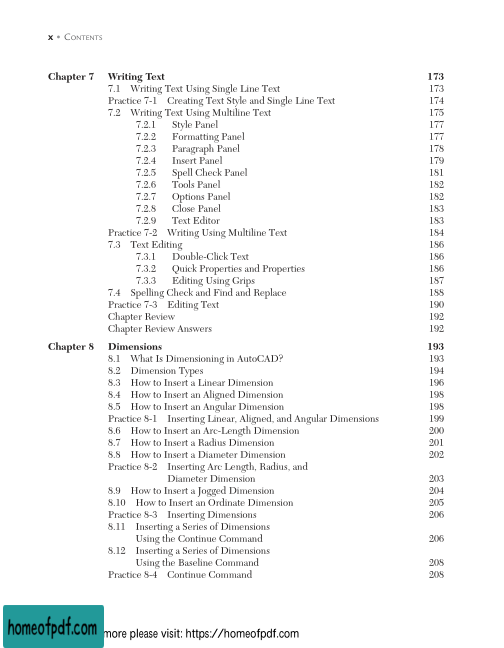 x • CONTENTS
Chapter 7 Writing Text 173
7.1 Writing Text Using Single Line Text 173
Practice 7-1 Creating Text Style and Single Line Text 174
7.2 Writing Text Using Multiline Text 175
7.2.1 Style Panel 177
7.2.2 Formatting Panel 177
7.2.3 Paragraph Panel 178
7.2.4 Insert Panel 179
7.2.5 Spell Check Panel 181
7.2.6 Tools Panel 182
7.2.7 Options Panel 182
7.2.8 Close Panel 183
7.2.9 Text Editor 183
Practice 7-2 Writing Using Multiline Text 184
7.3 Text Editing 186
7.3.1 Double-Click Text 186
7.3.2 Quick Properties and Properties 186
7.3.3 Editing Using Grips 187
7.4 Spelling Check and Find and Replace 188
Practice 7-3 Editing Text 190
Chapter Review 192
Chapter Review Answers 192
Chapter 8 Dimensions 193
8.1 What Is Dimensioning in AutoCAD? 193
8.2 Dimension Types 194
8.3 How to Insert a Linear Dimension 196
8.4 How to Insert an Aligned Dimension 198
8.5 How to Insert an Angular Dimension 198
Practice 8-1 Inserting Linear, Aligned, and Angular Dimensions 199
8.6 How to Insert an Arc-Length Dimension 200
8.7 How to Insert a Radius Dimension 201
8.8 How to Insert a Diameter Dimension 202
Practice 8-2 Inserting Arc Length, Radius, and
Diameter Dimension 203
8.9 How to Insert a Jogged Dimension 204
8.10 How to Insert an Ordinate Dimension 205
Practice 8-3 Inserting Dimensions 206
8.11 Inserting a Series of Dimensions
Using the Continue Command 206
8.12 Inserting a Series of Dimensions
Using the Baseline Command 208
Practice 8-4 Continue Command 208
homeofpdf.com more please visit: https://homeofpdf.com